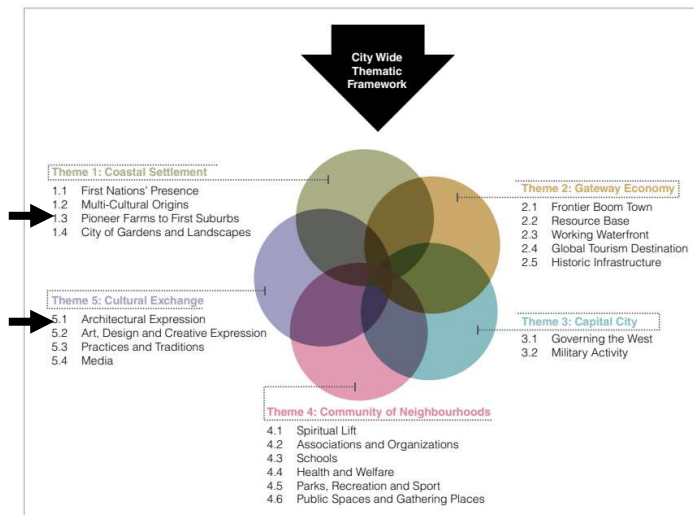 City Wide
Thematic
Framework
Theme 1: Coastal Settlement
1.1 First Nations' Presence
1.2 Multi-Cultural Origins
1.3 Pioneer Farms to First Suburbs
1.4 City of Gardens and Landscapes
Theme 2: Gateway Economy
2.1 Frontier Boom Town
2.2 Resource Base
2.3 Working Waterfront
2.4 Global Tourism Destination
2.5 Historic Infrastructure
Theme 5: Cultural Exchange
5.1 Architectural Expression
5.2 Art, Design and Creative Expression
5.3 Practices and Traditions
5.4 Media
Theme 3: Capital City
3.1 Governing the West
3.2 Military Activity
Theme 4: Community of Neighbourhoods
4.1 Spiritual Lift
4.2 Associations and Organizations
4.3 Schools
4.4 Health and Welfare
4.5 Parks, Recreation and Sport
4.6 Public Spaces and Gathering Places